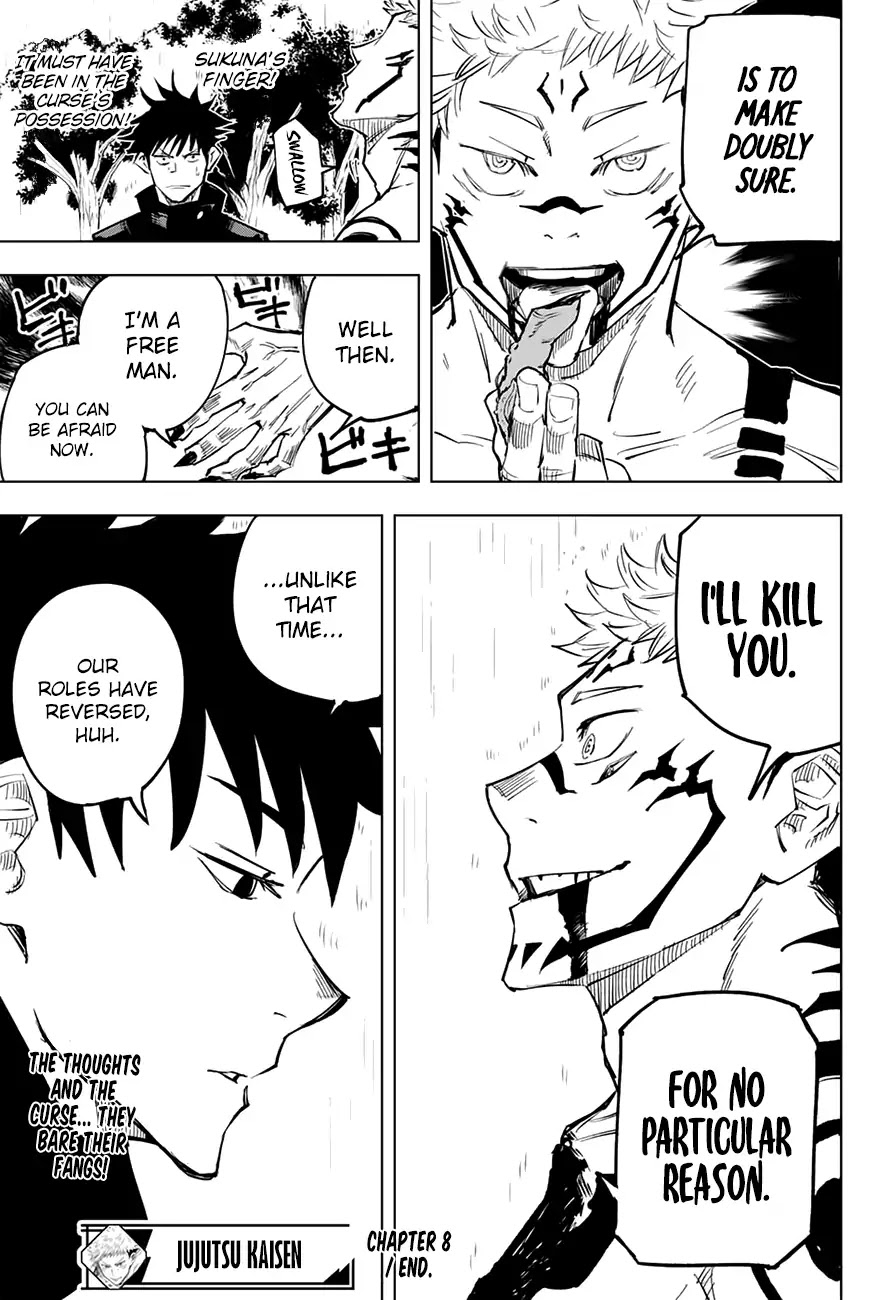 IS TO
MAKE
DOUBLY
SURE.
SUKUNA'S
FINGER!
IT MUST HAVE
BEEN IN THE
CURSE'S
POSSESSION!
SWALLOW
WELL
THEN.
I'M A
FREE
MAN.
YOU CAN
BE AFRAID
NOW.
ビキ
ビキ
ビキ
I'LL KILL
YOU.
FOR NO
PARTICULAR
REASON.
...UNLIKE
THAT
TIME...
OUR
ROLES HAVE
REVERSED,
HUH.
THE THOUGHTS
AND THE
CURSE... THEY
BARE THEIR
FANGS!
JUJUTSU KAISEN
CHAPTER 8
/ END.